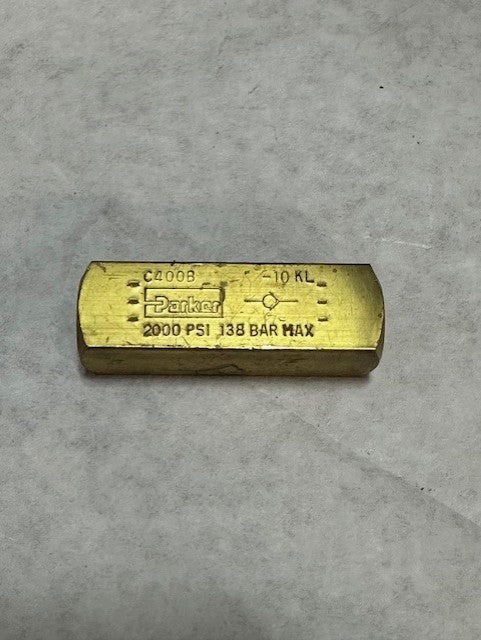 C400B -10 KL
Parker
2000 PSI 138 BAR MAX